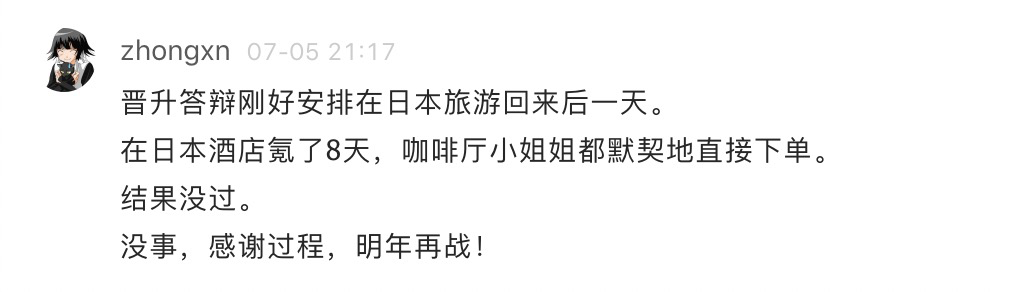 zhongxn 07-05 21:17
晋升答辩刚好安排在日本旅游回来后一天。
在日本酒店氪了8天，咖啡厅小姐姐都默契地直接下单。
结果没过。
没事，感谢过程，明年再战！